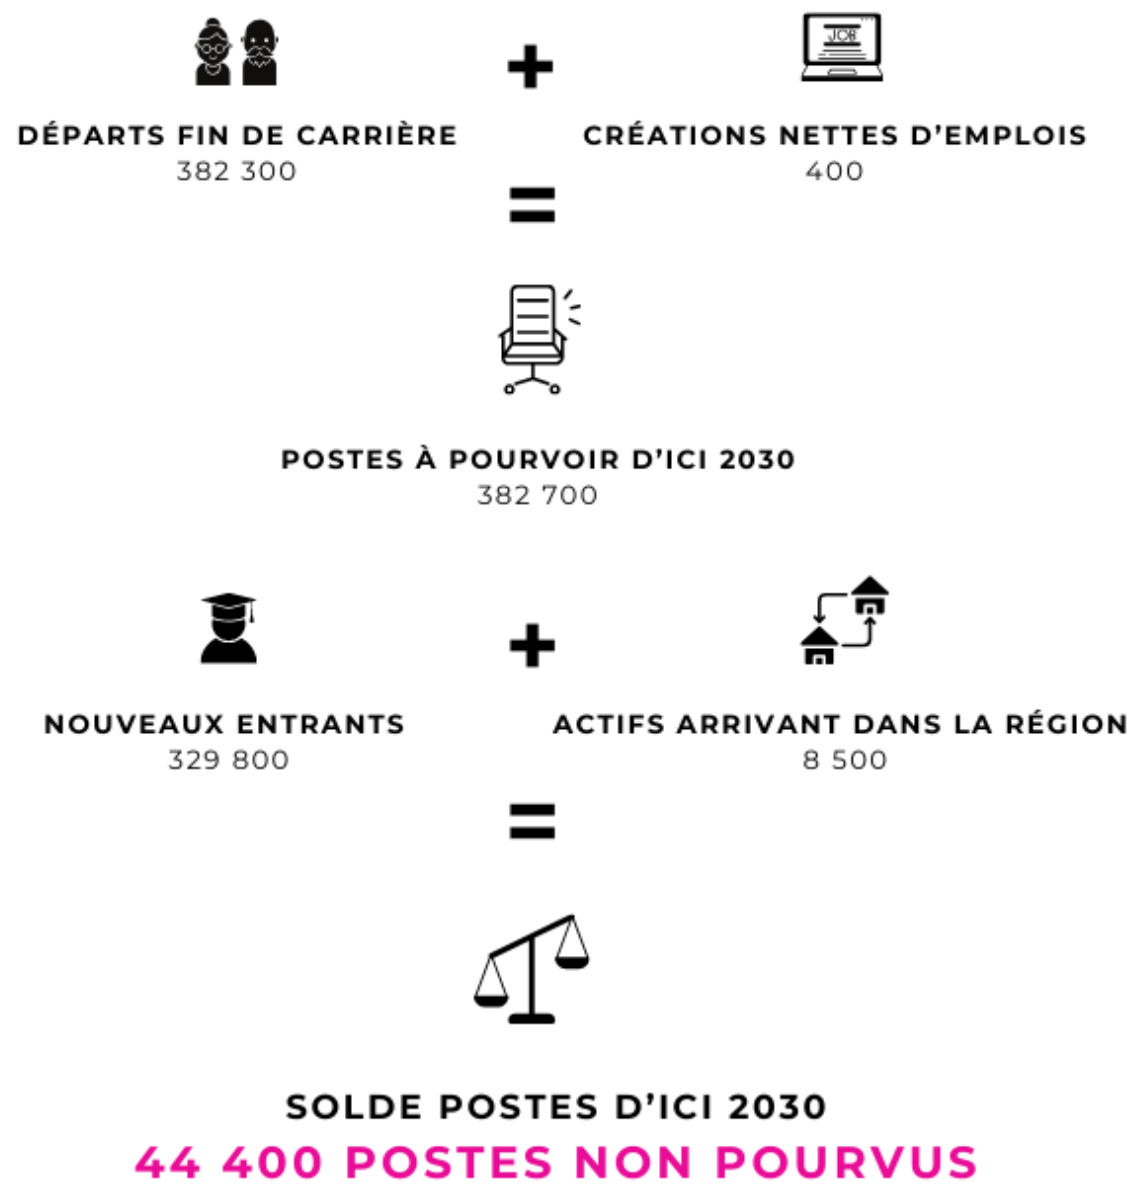 JOB
DÉPARTS FIN DE CARRIÈRE
382 300
CRÉATIONS NETTES D’EMPLOIS
400
POSTES À POURVOIR D’ICI 2030
382 700
NOUVEAUX ENTRANTS
329 800
ACTIFS ARRIVANT DANS LA RÉGION
8 500
SOLDE POSTES D’ICI 2030
44 400 POSTES NON POURVUS